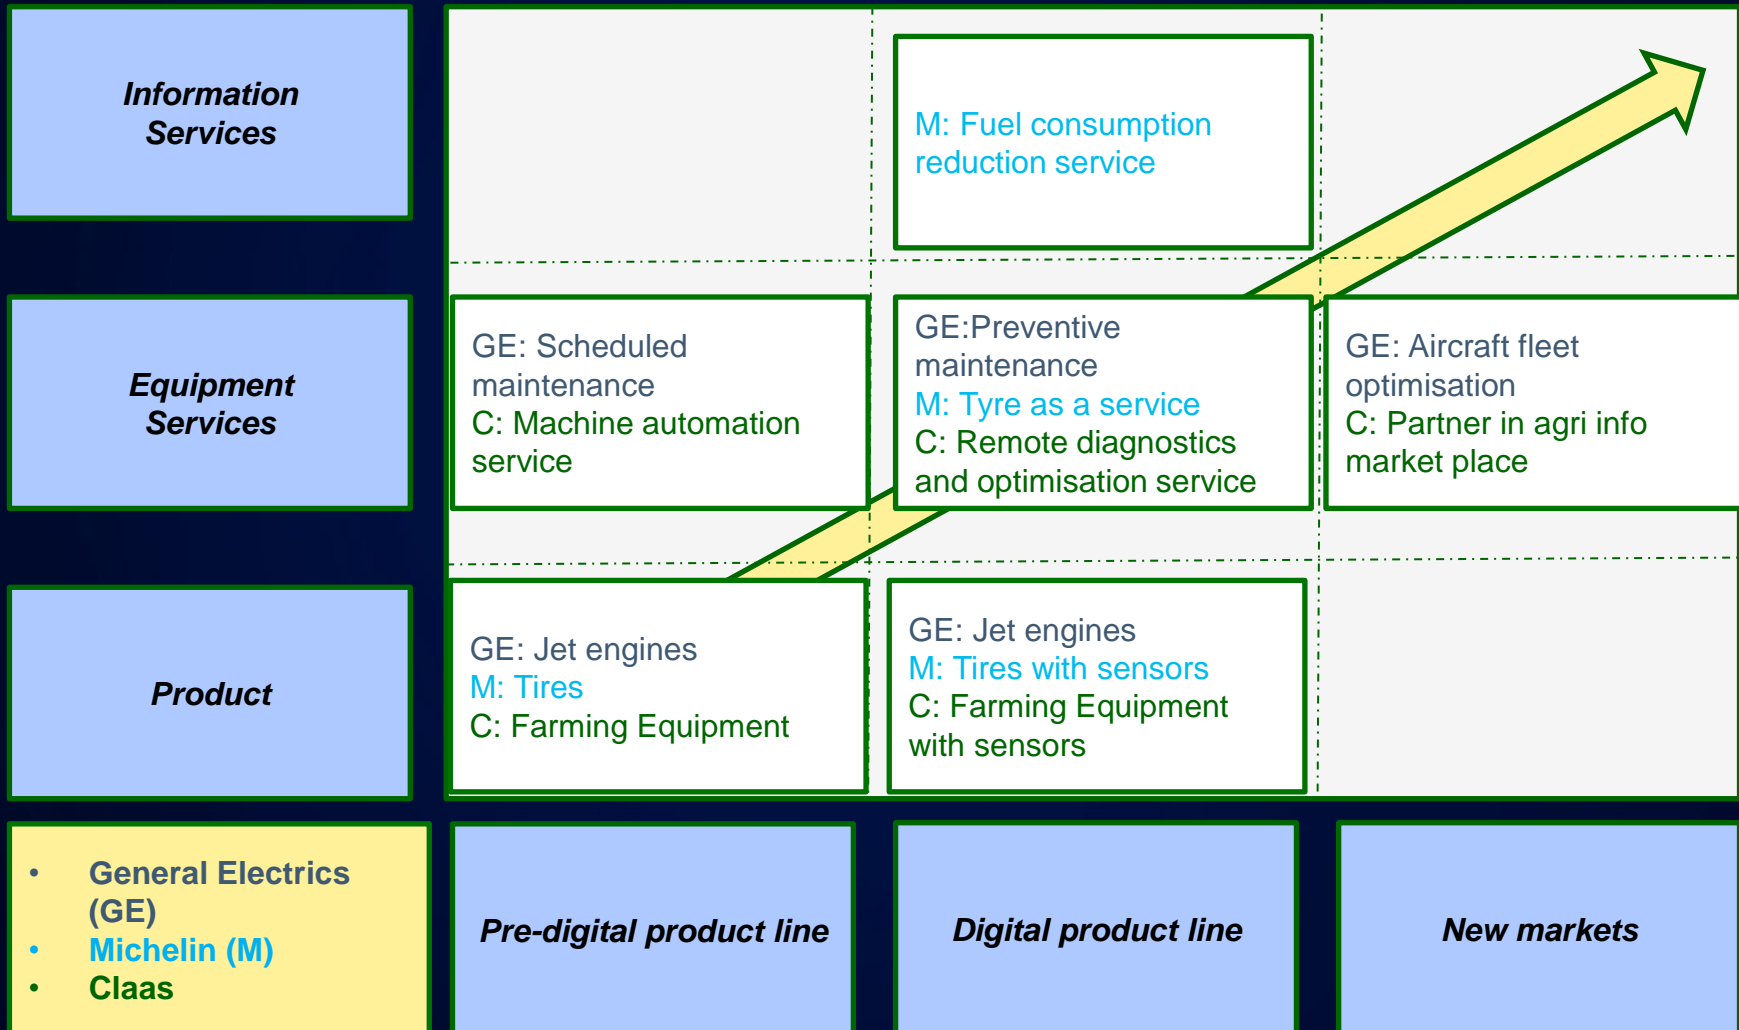 Information
Services
M: Fuel consumption
reduction service
Equipment
Services
GE: Scheduled
maintenance
C: Machine automation
service
GE:Preventive
maintenance
M: Tyre as a service
C: Remote diagnostics
and optimisation service
GE: Aircraft fleet
optimisation
C: Partner in agri info
market place
Product
GE: Jet engines
M: Tires
C: Farming Equipment
GE: Jet engines
M: Tires with sensors
C: Farming Equipment
with sensors
• General Electrics
(GE)
• Michelin (M)
• Claas
Pre-digital product line
Digital product line
New markets